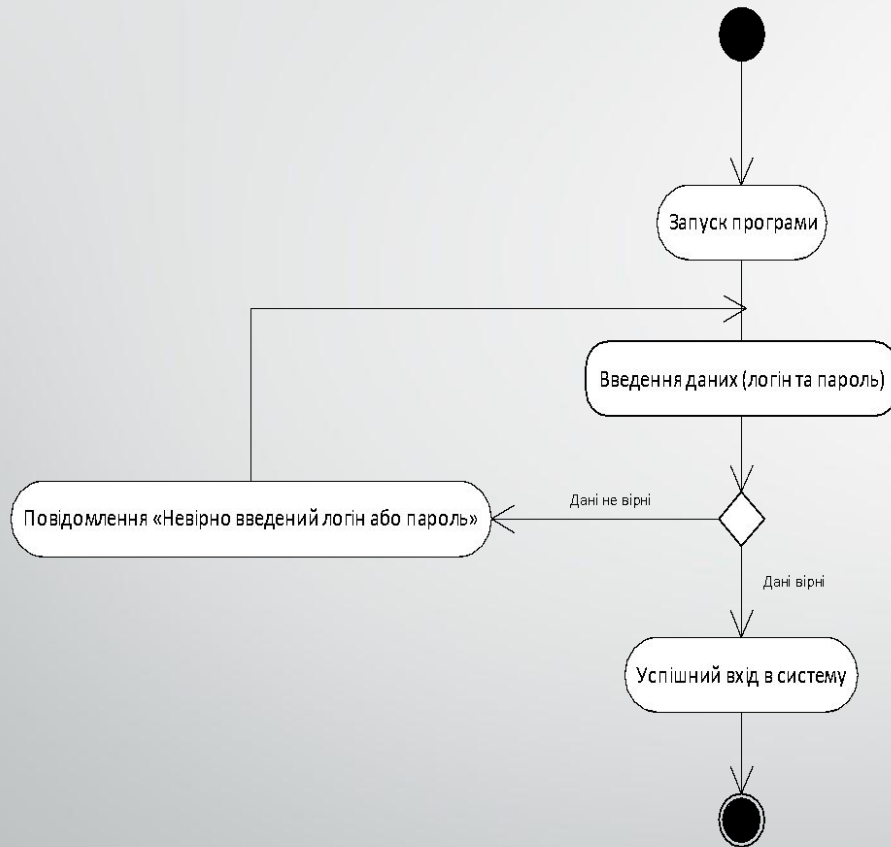 Запуск програми
Введення даних (логін та пароль)
Дані не вірні
Повідомлення «Невірно введений логін або пароль»
Дані вірні
Успішний вхід в систему